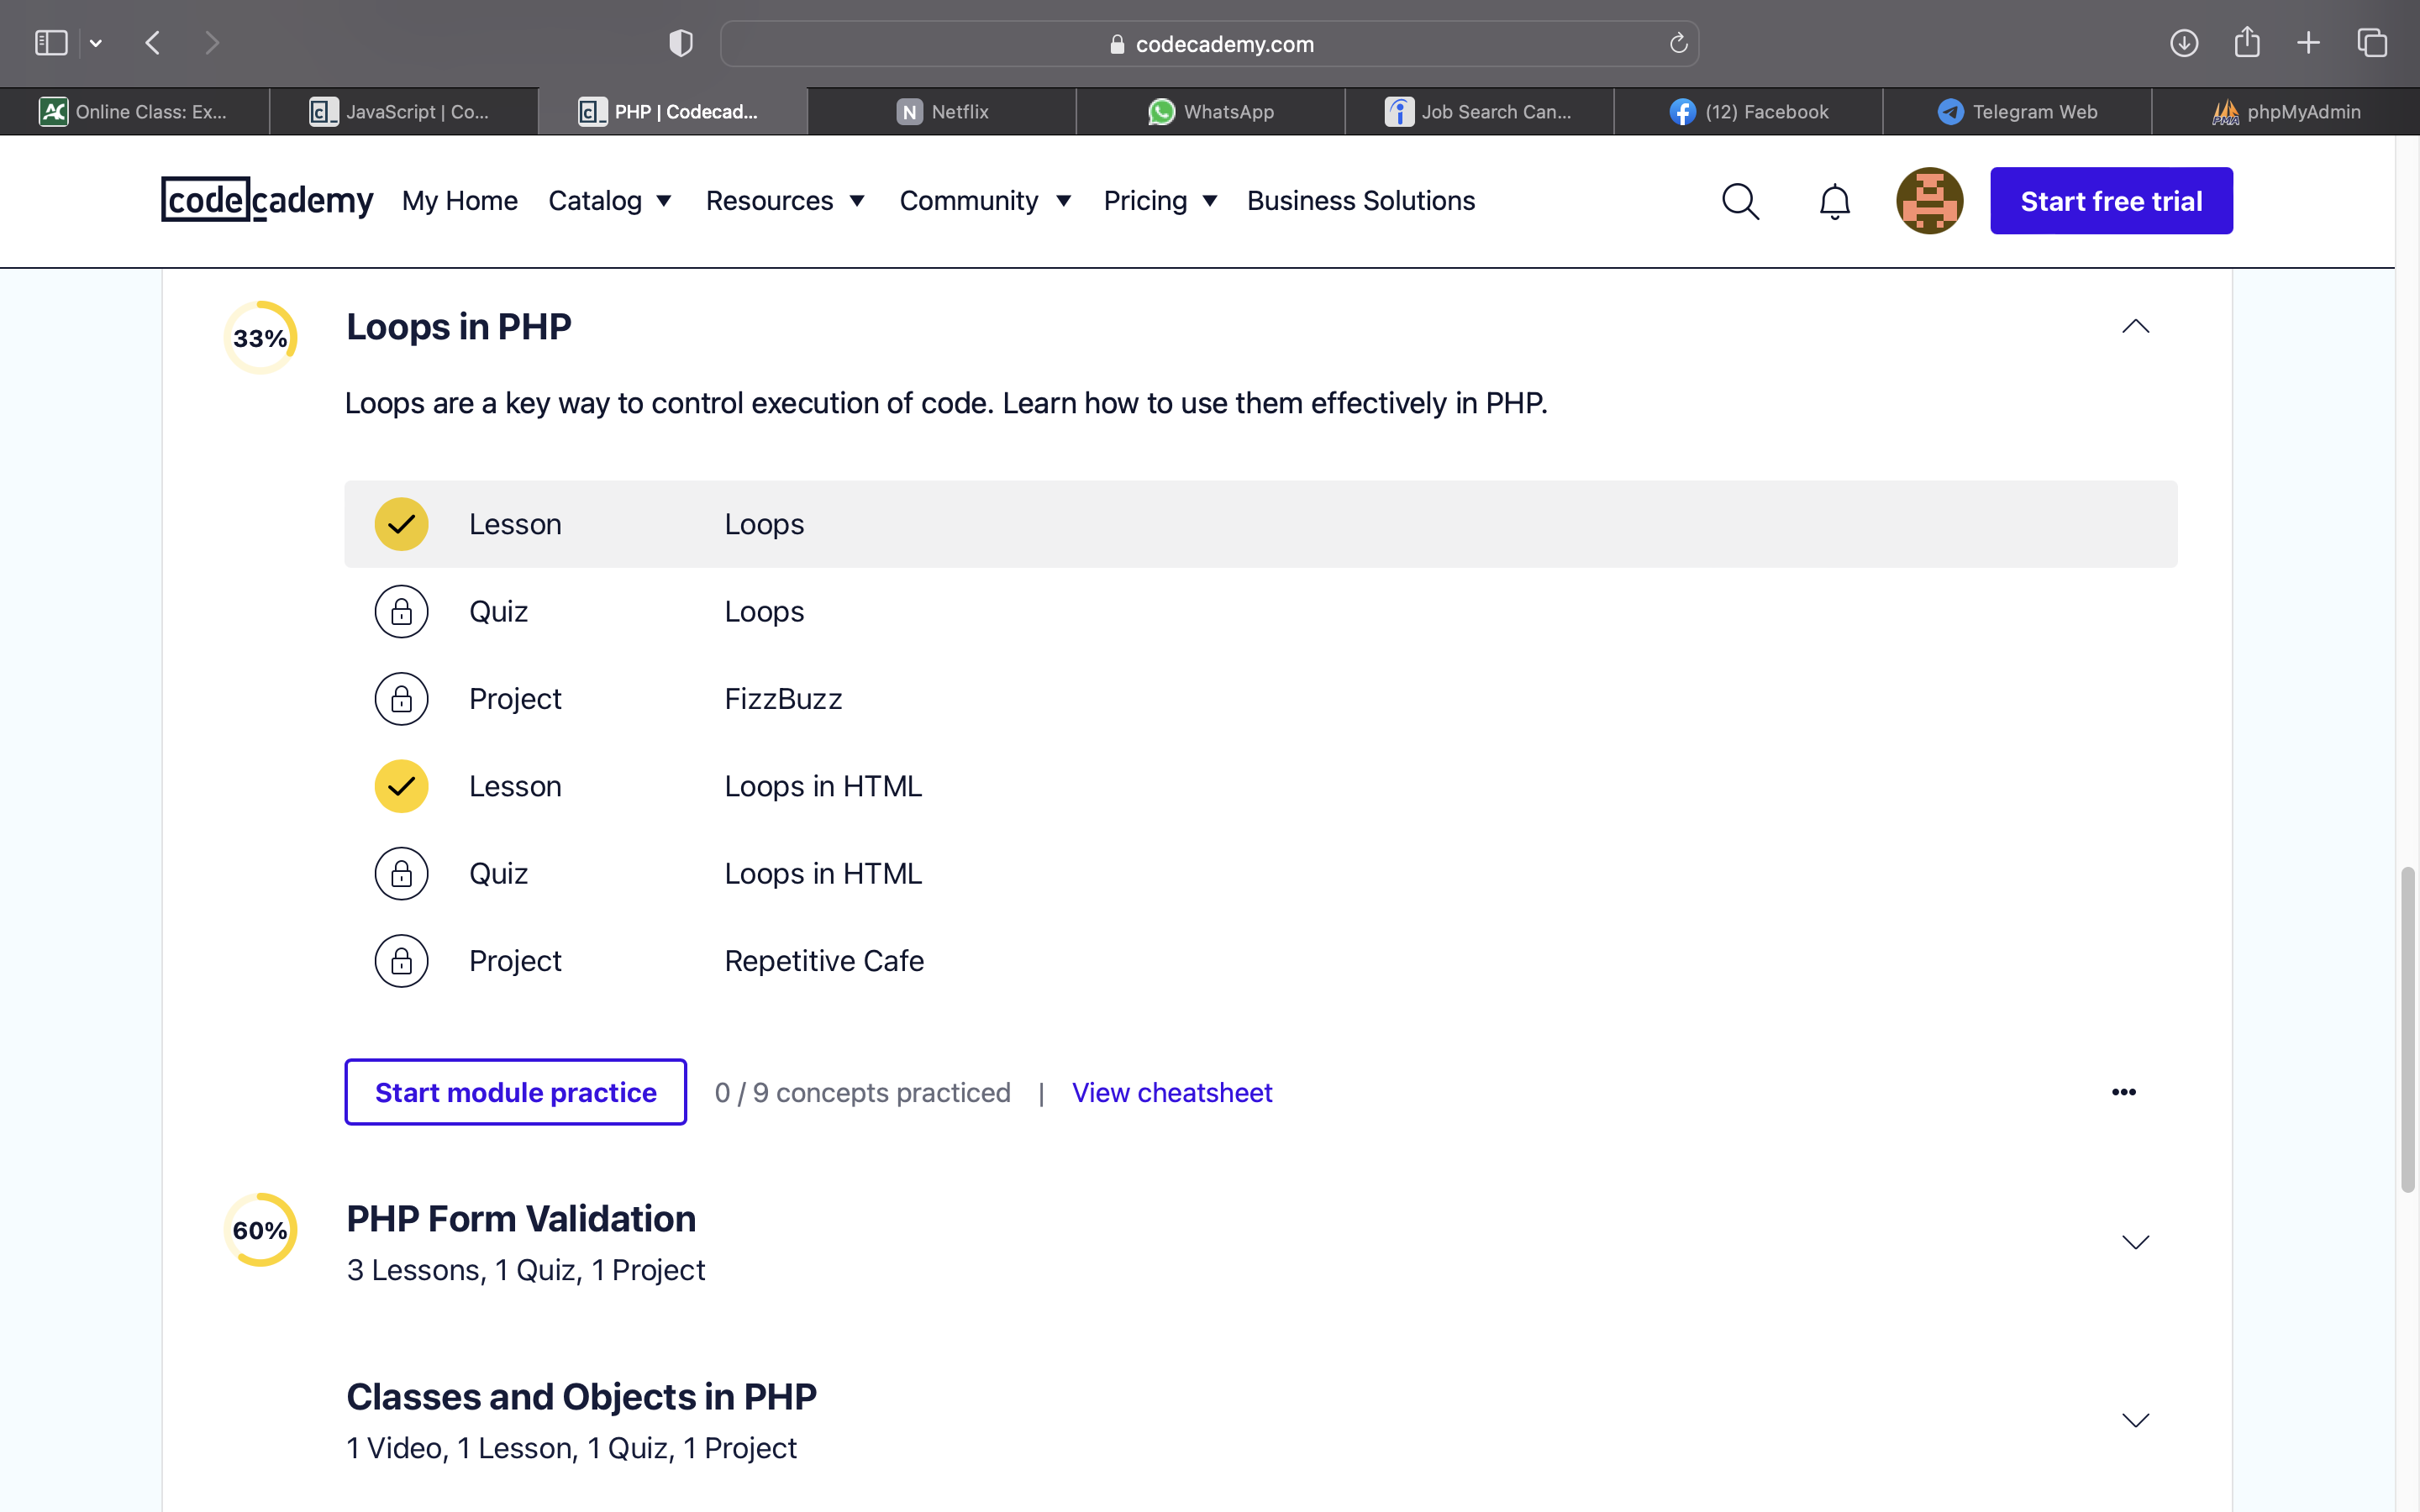 codecademy.com
Online Class: Ex...
JavaScript | Co...
PHP | Codecad...
N Netflix
WhatsApp
Job Search Can...
(12) Facebook
Telegram Web
phpMyAdmin
codecademy My Home Catalog Resources Community Pricing Business Solutions Start free trial
33% Loops in PHP
Loops are a key way to control execution of code. Learn how to use them effectively in PHP.
Lesson Loops
Quiz Loops
Project FizzBuzz
Lesson Loops in HTML
Quiz Loops in HTML
Project Repetitive Cafe
Start module practice 0 / 9 concepts practiced | View cheatsheet
60% PHP Form Validation
3 Lessons, 1 Quiz, 1 Project
Classes and Objects in PHP
1 Video, 1 Lesson, 1 Quiz, 1 Project